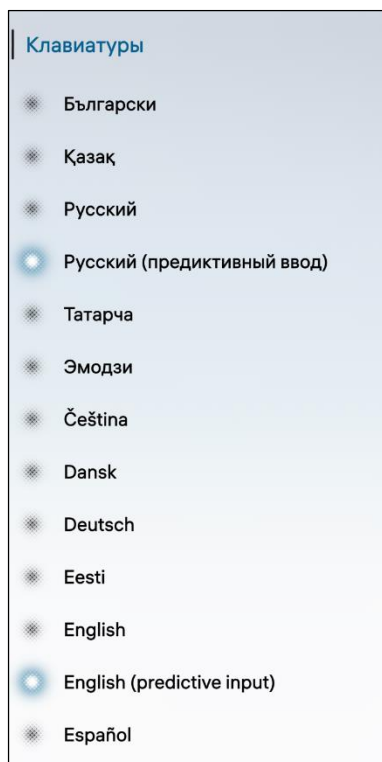 Клавиатуры
Български
Қазақ
Русский
Русский (предиктивный ввод)
Татарча
Эмодзи
Čeština
Dansk
Deutsch
Eesti
English
English (predictive input)
Español